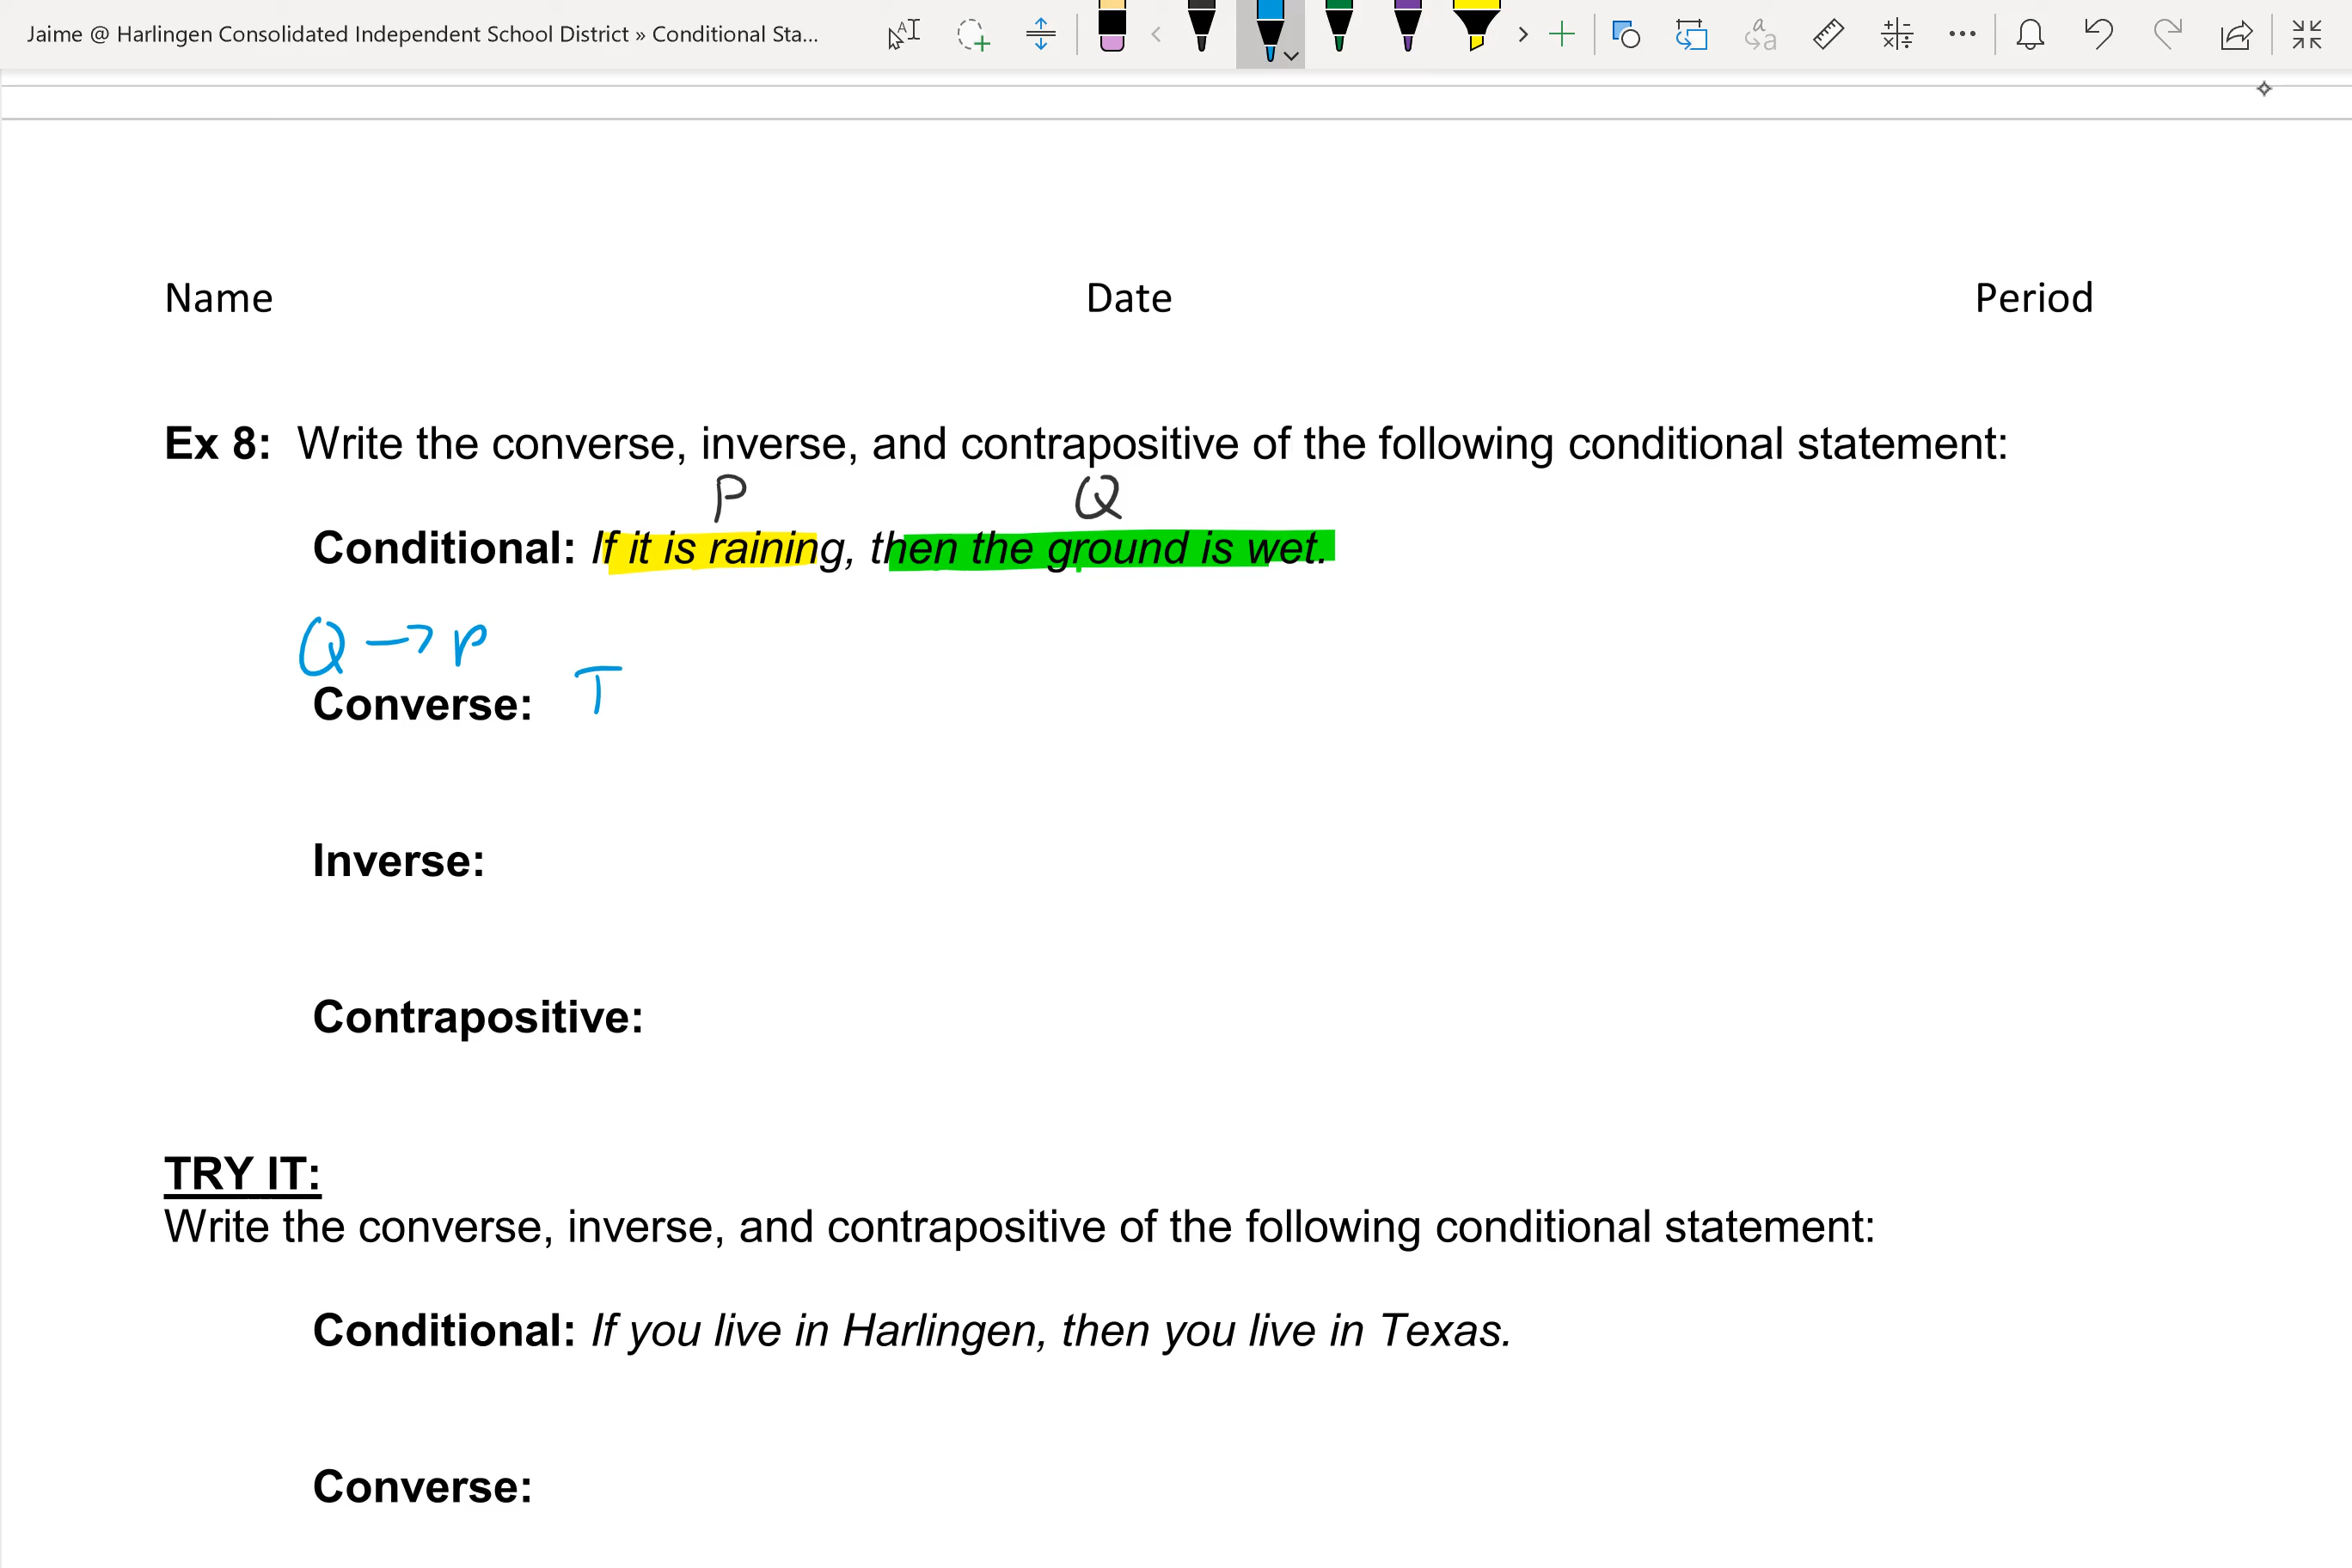 Jaime @ Harlingen Consolidated Independent School District » Conditional Sta...
Name Date Period
Ex 8: Write the converse, inverse, and contrapositive of the following conditional statement:
P Q
Conditional: If it is raining, then the ground is wet.
Q → P
Converse: T
Inverse:
Contrapositive:
TRY IT:
Write the converse, inverse, and contrapositive of the following conditional statement:
Conditional: If you live in Harlingen, then you live in Texas.
Converse: